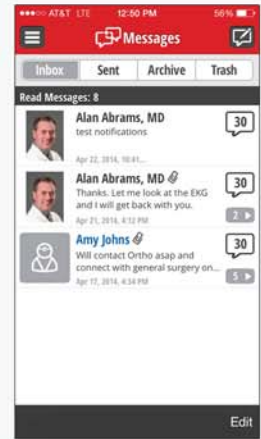 AT&T LTE 12:50 PM 56%
Messages
Inbox Sent Archive Trash
Read Messages: 8
Alan Abrams, MD
test notifications
30
Apr 22, 2014, 10:41...
Alan Abrams, MD
Thanks. Let me look at the EKG
and I will get back with you.
30
Apr 21, 2014, 4:12 PM
2
Amy Johns
Will contact Ortho asap and
connect with general surgery on...
30
Apr 17, 2014, 4:34 PM
5
Edit